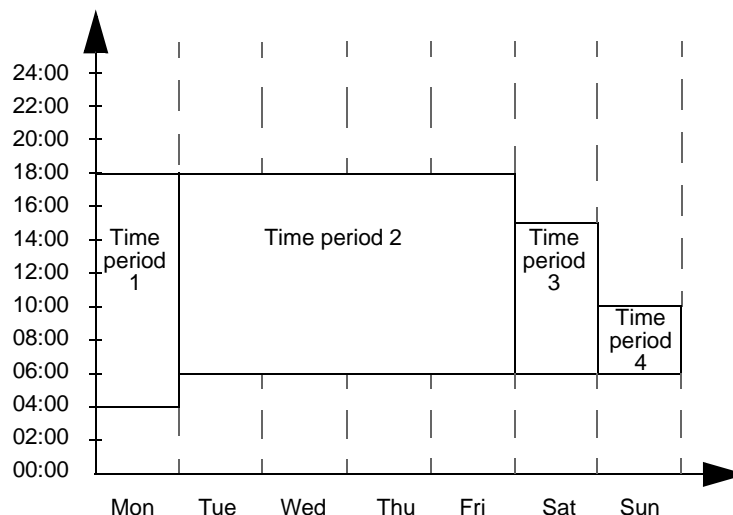 24:00
22:00
20:00
18:00
16:00
14:00
12:00
10:00
08:00
06:00
04:00
02:00
00:00
Time
period
1
Time period 2
Time
period
3
Time
period
4
Mon Tue Wed Thu Fri Sat Sun